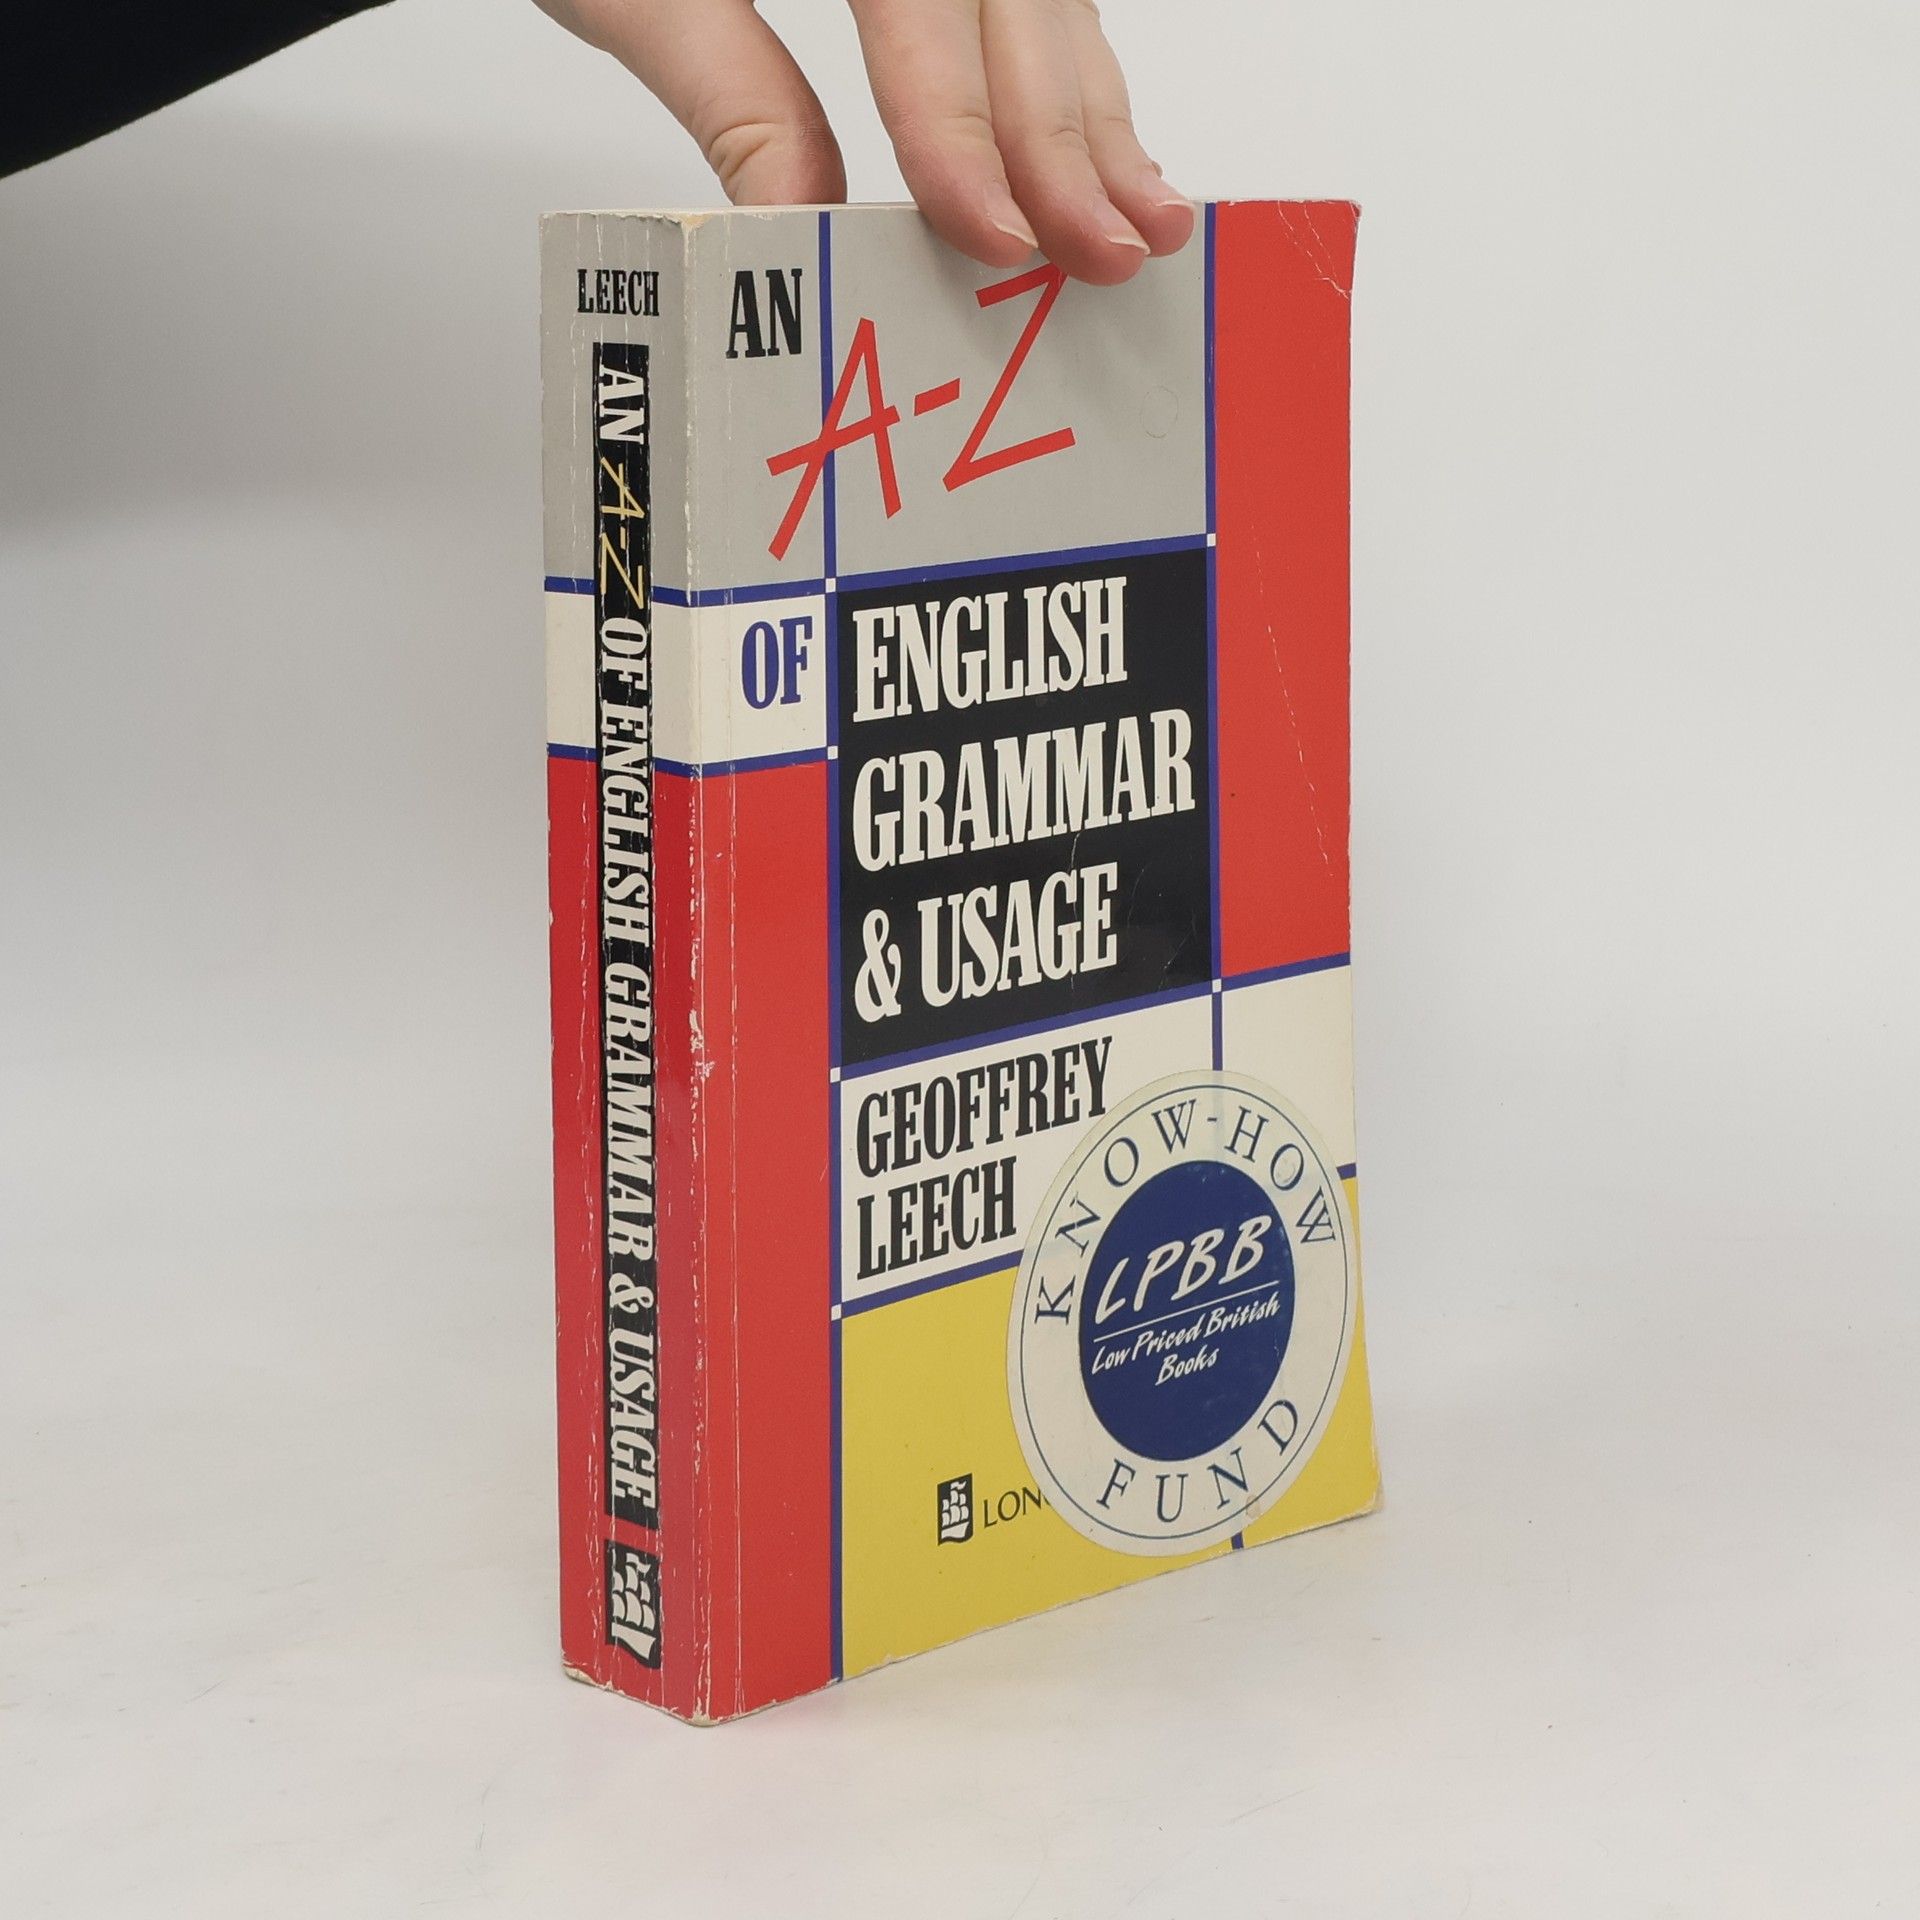 LEECH
AN A-Z OF ENGLISH GRAMMAR & USAGE
AN
A-Z
OF
ENGLISH
GRAMMAR
& USAGE
GEOFFREY
LEECH
KNOW-HOW
LPBB
Low Priced British
Books
FUND